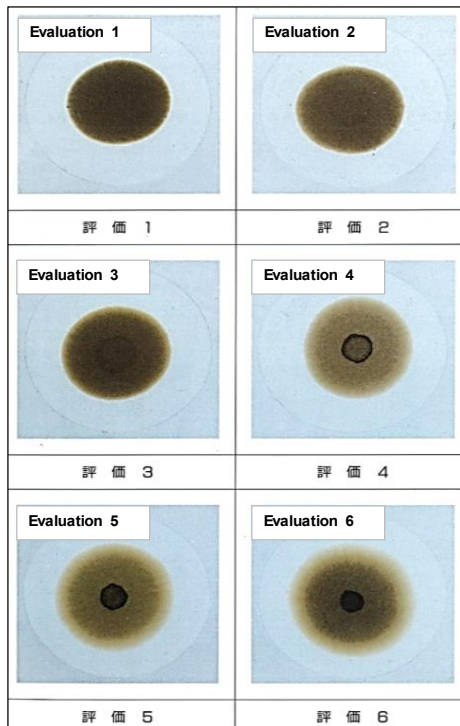 Evaluation 1
Evaluation 2
評価 1
評価 2
Evaluation 3
Evaluation 4
評価 3
評価 4
Evaluation 5
Evaluation 6
評価 5
評価 6